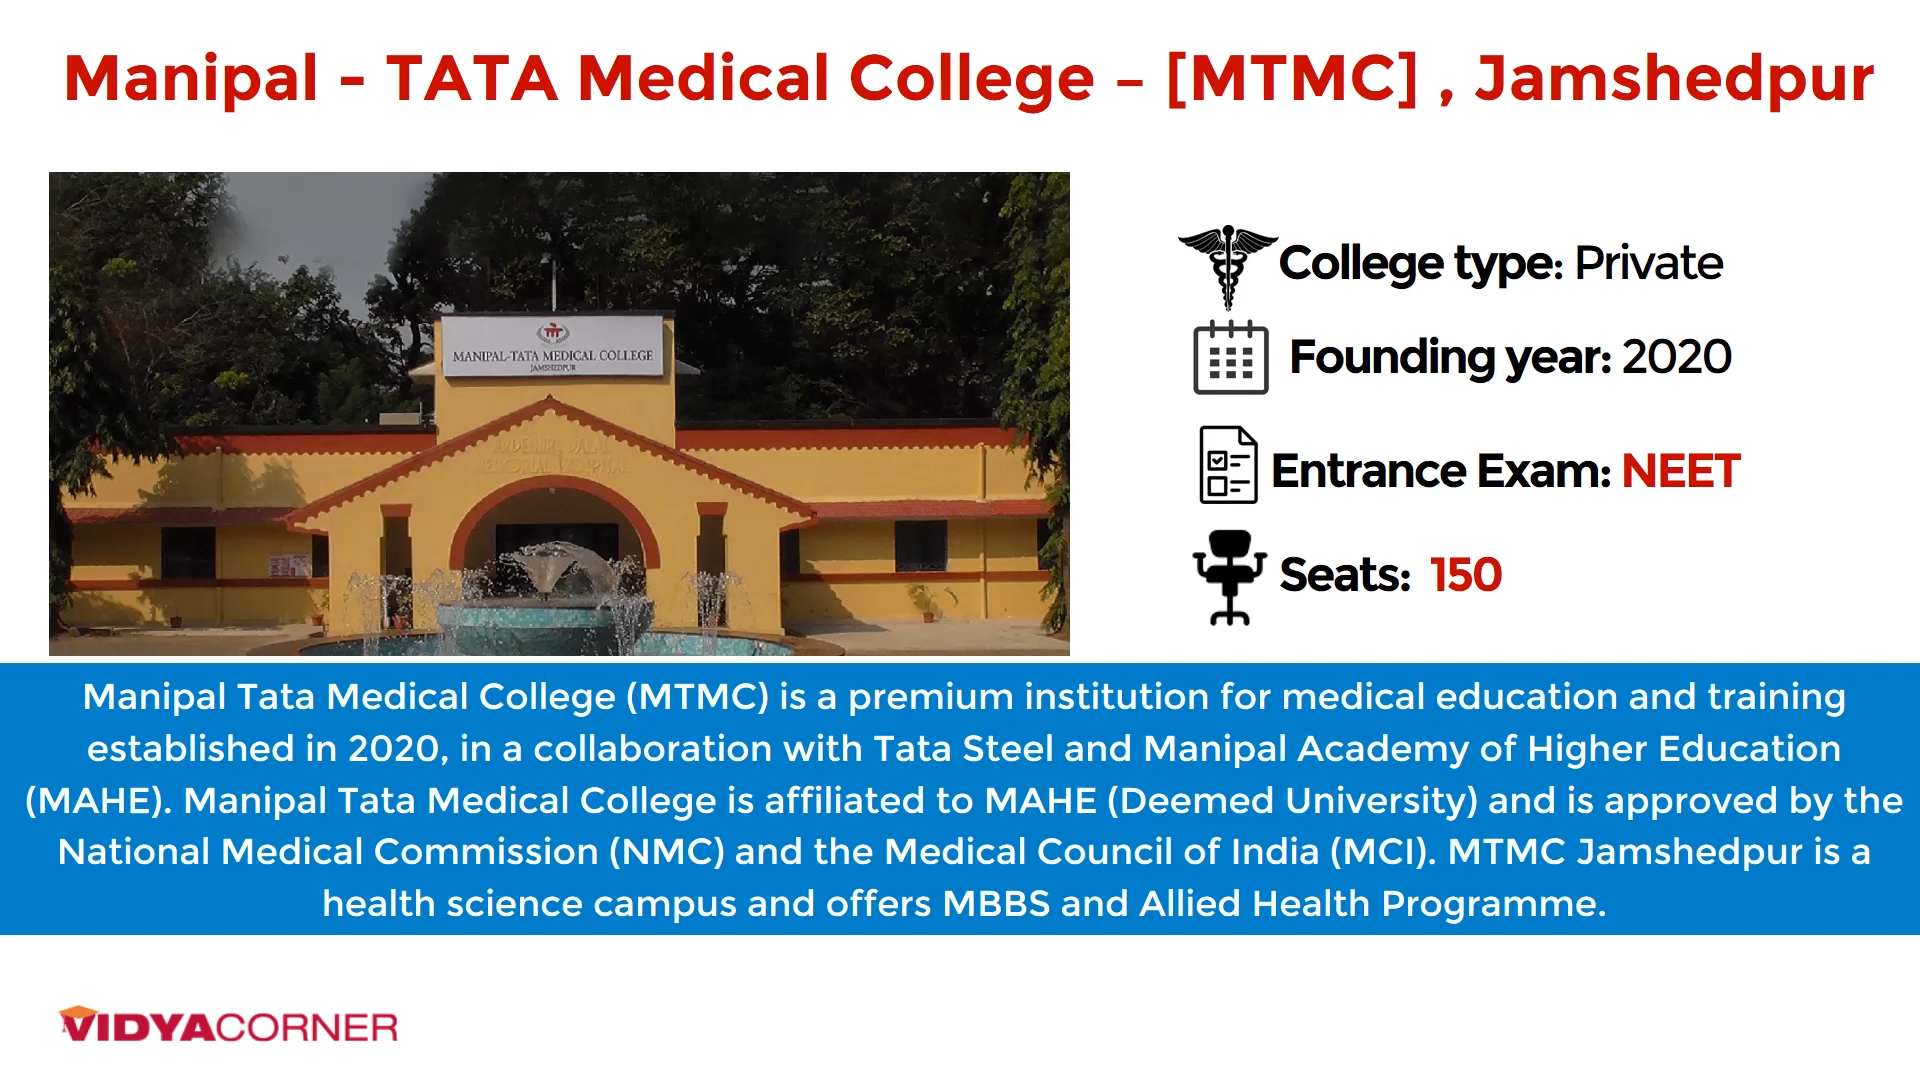 Manipal - TATA Medical College – [MTMC] , Jamshedpur
MANIPAL-TATA MEDICAL COLLEGE
JAMSHEDPUR
ARDESHIR DALAL
MEMORIAL HOSPITAL
College type: Private
Founding year: 2020
Entrance Exam: NEET
Seats: 150
Manipal Tata Medical College (MTMC) is a premium institution for medical education and training
established in 2020, in a collaboration with Tata Steel and Manipal Academy of Higher Education
(MAHE). Manipal Tata Medical College is affiliated to MAHE (Deemed University) and is approved by the
National Medical Commission (NMC) and the Medical Council of India (MCI). MTMC Jamshedpur is a
health science campus and offers MBBS and Allied Health Programme.
VIDYACORNER